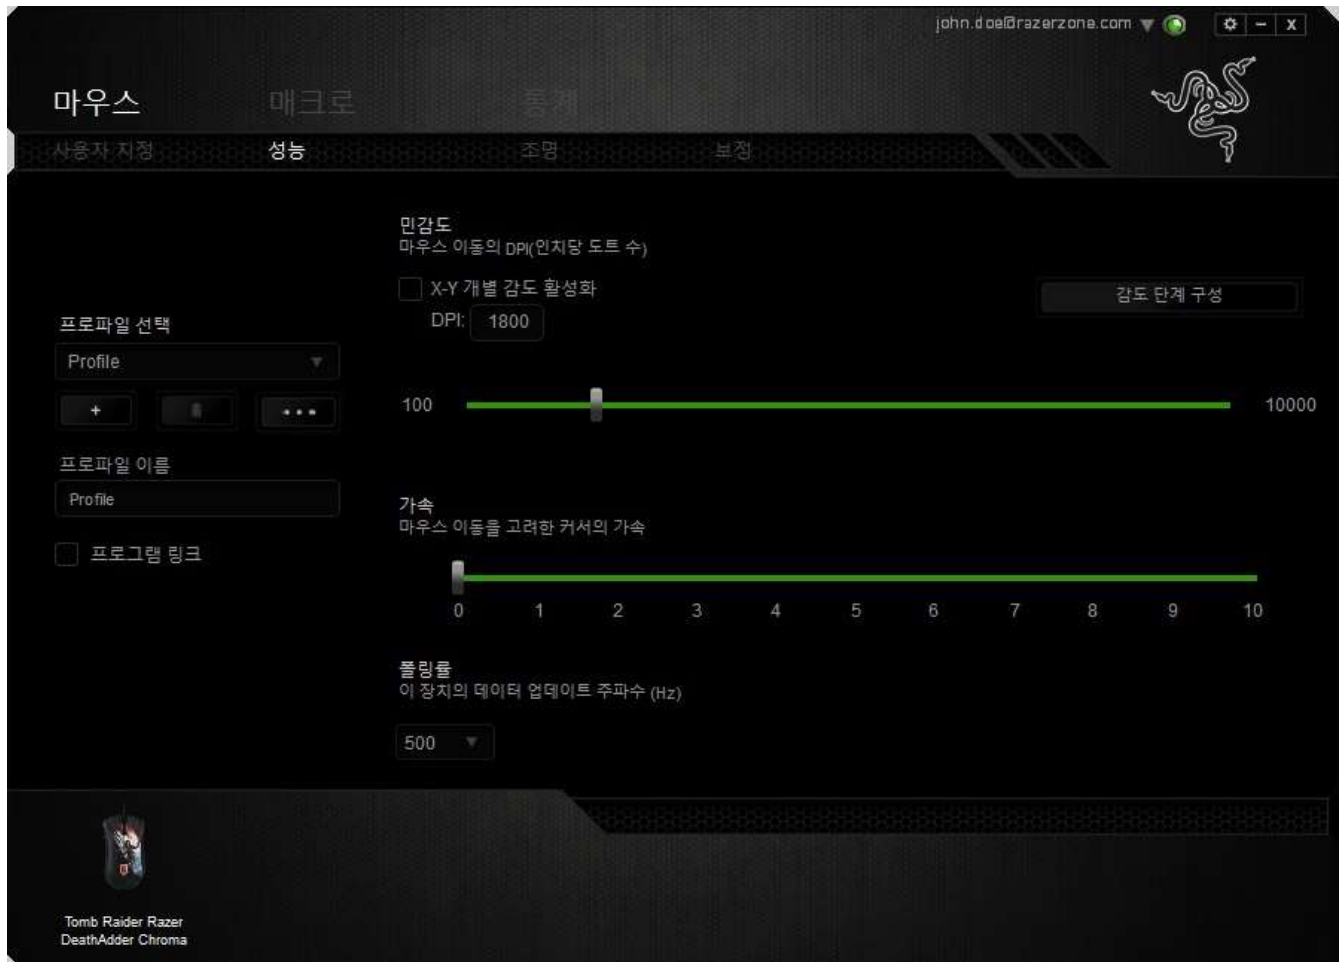 john.doe@razerzone.com
마우스 매크로 통계
사용자 지정 성능 조명 보정
민감도
마우스 이동의 DPI(인치당 도트 수)
X-Y 개별 감도 활성화
감도 단계 구성
DPI: 1800
프로파일 선택
Profile
100 10000
프로파일 이름
Profile
프로그램 링크
가속
마우스 이동을 고려한 커서의 가속
0 1 2 3 4 5 6 7 8 9 10
폴링률
이 장치의 데이터 업데이트 주파수 (Hz)
500
Tomb Raider Razer
DeathAdder Chroma